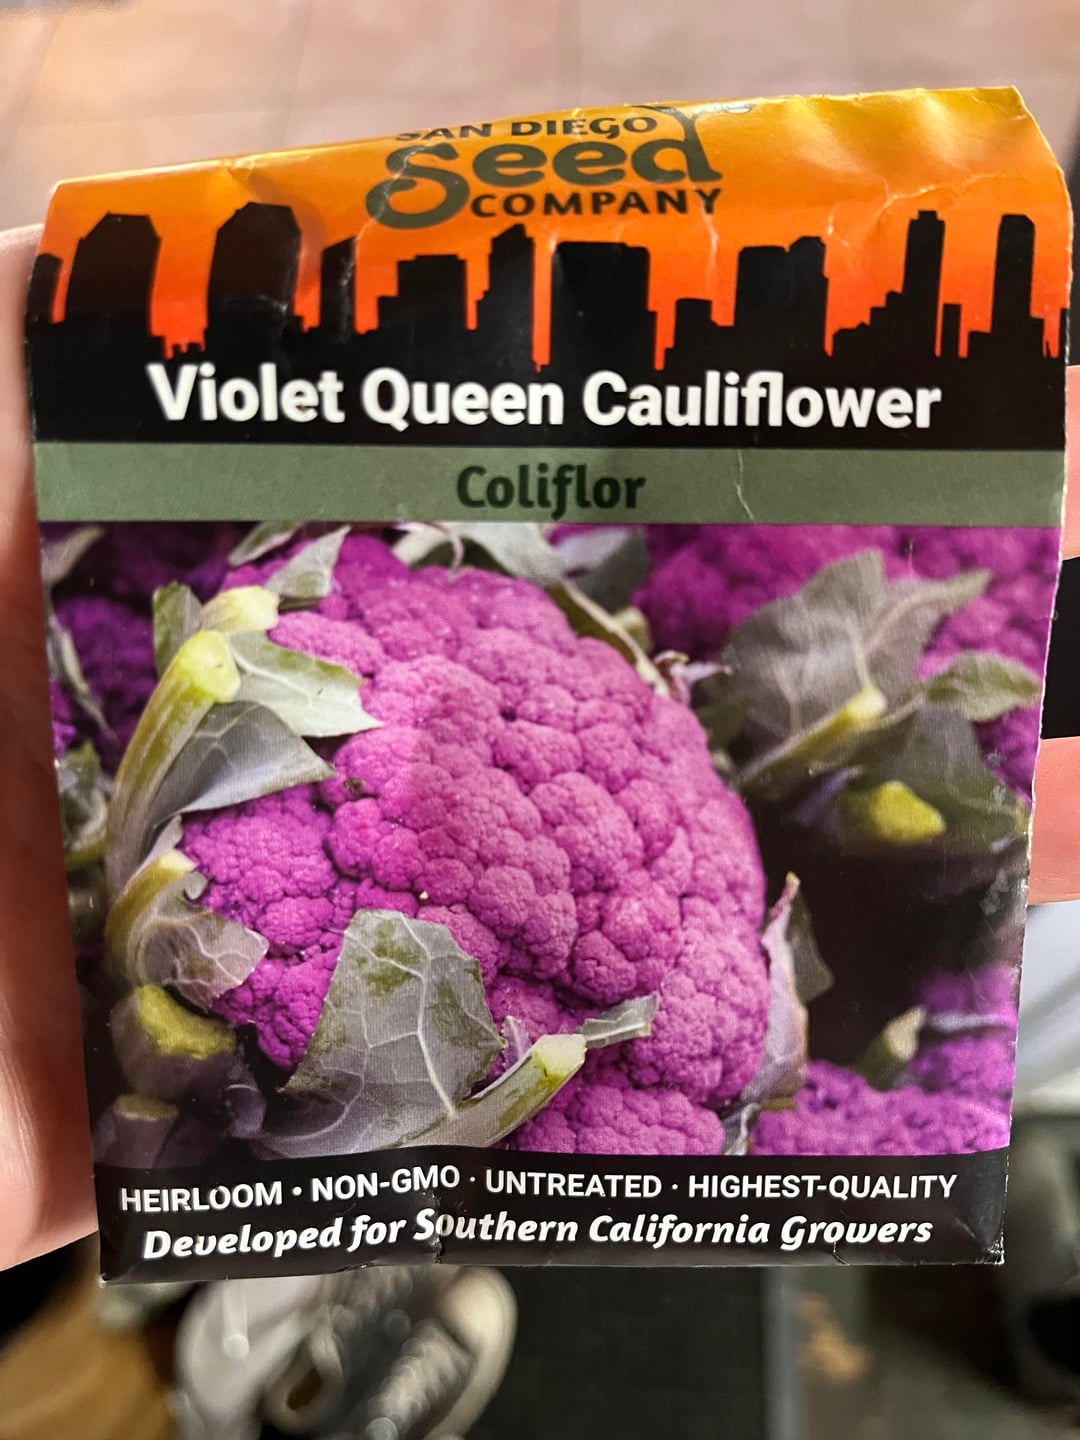 SAN DIEGO
Seed
COMPANY
Violet Queen Cauliflower
Coliflor
HEIRLOOM • NON-GMO · UNTREATED · HIGHEST-QUALITY
Developed for Southern California Growers